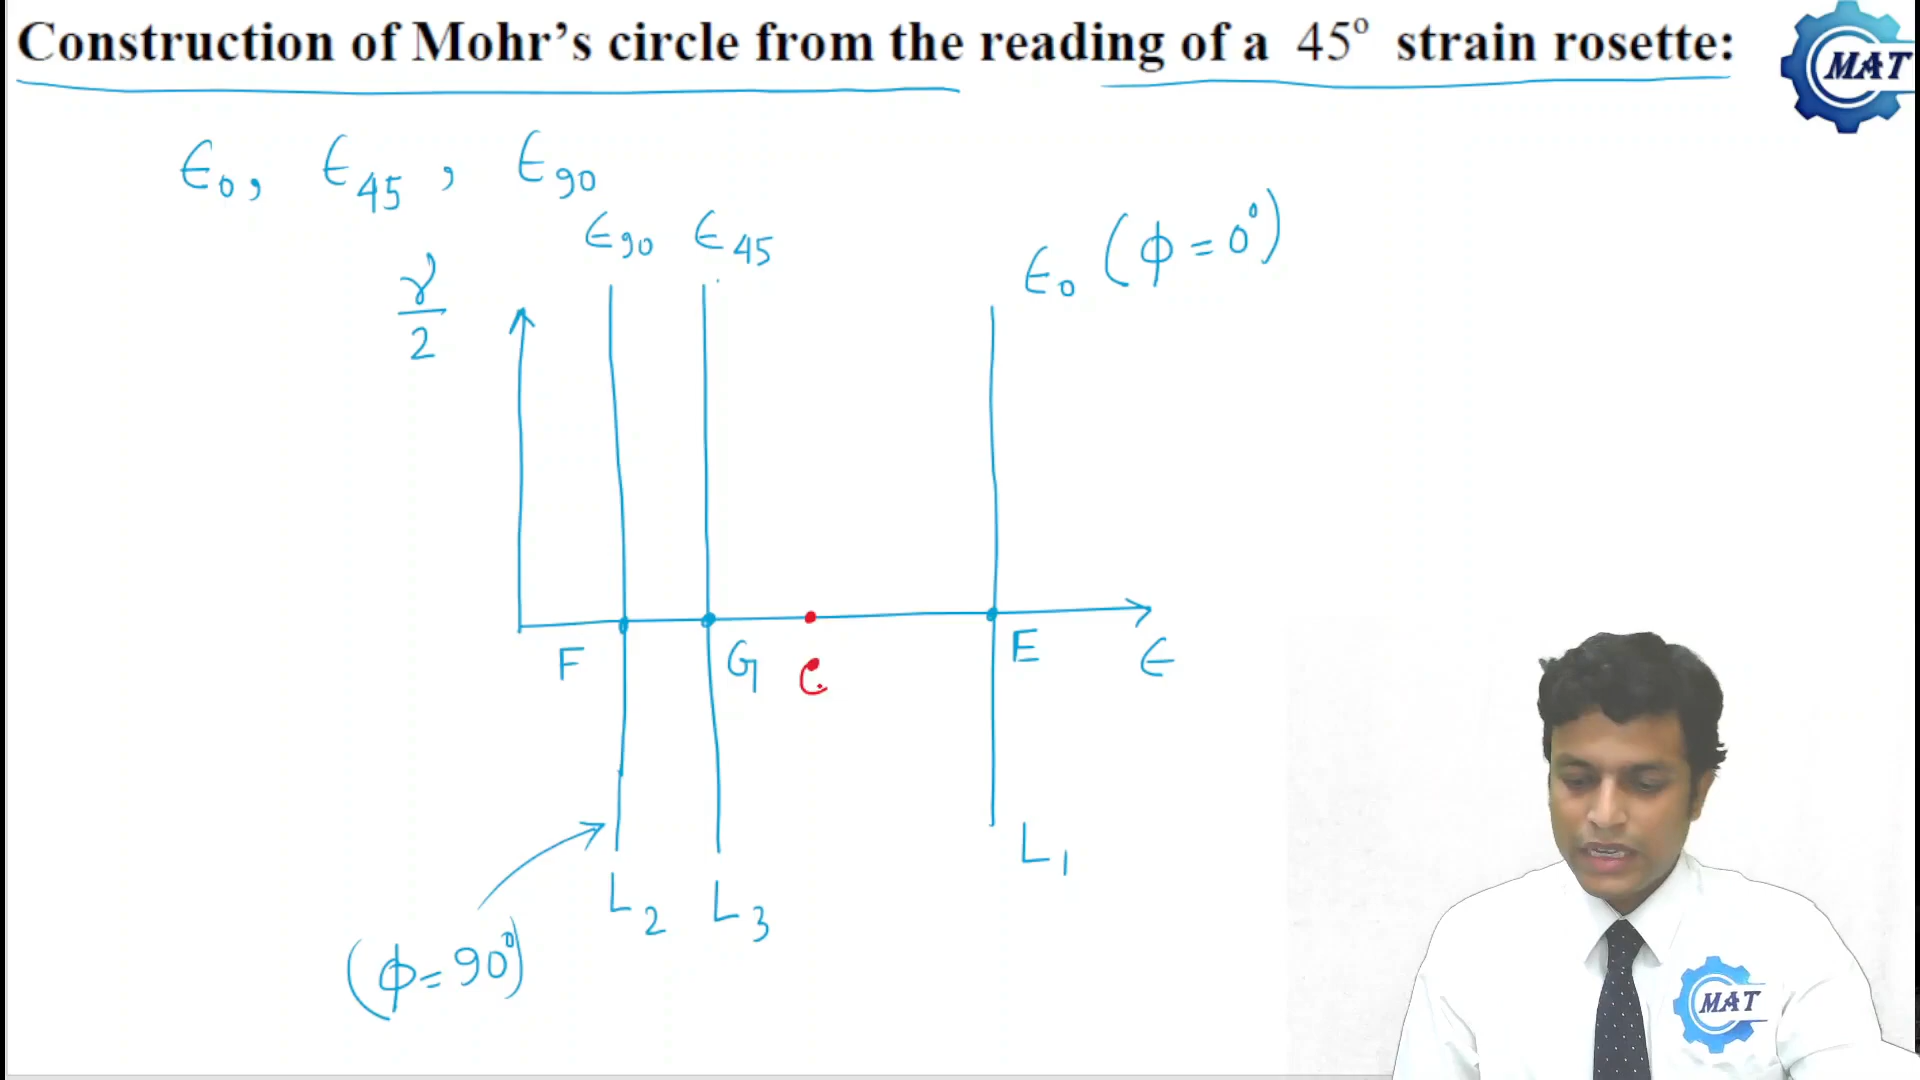 Construction of Mohr's circle from the reading of a 45° strain rosette:
MAT
ϵ₀, ϵ₄₅, ϵ₉₀
ϵ₉₀ ϵ₄₅
ϵ₀ (ϕ = 0°)
γ/2
F G C E ϵ
L₁
L₂ L₃
(ϕ = 90°)
MAT